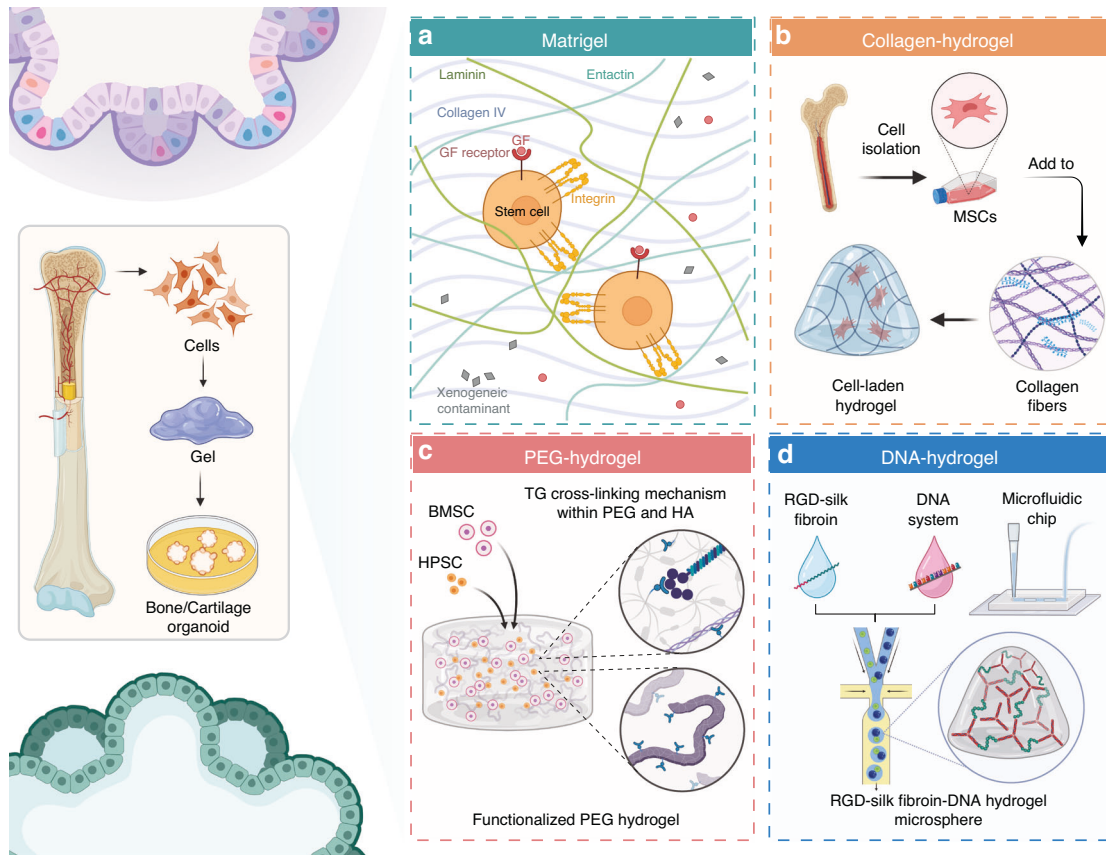 Cells
Gel
Bone/Cartilage
organoid
a
Matrigel
Laminin
Entactin
Collagen IV
GF
GF receptor
Integrin
Stem cell
Xenogeneic
contaminant
b
Collagen-hydrogel
Cell
isolation
Add to
MSCs
Cell-laden
hydrogel
Collagen
fibers
c
PEG-hydrogel
TG cross-linking mechanism
within PEG and HA
BMSC
HPSC
Functionalized PEG hydrogel
d
DNA-hydrogel
RGD-silk
fibroin
DNA
system
Microfluidic
chip
RGD-silk fibroin-DNA hydrogel
microsphere